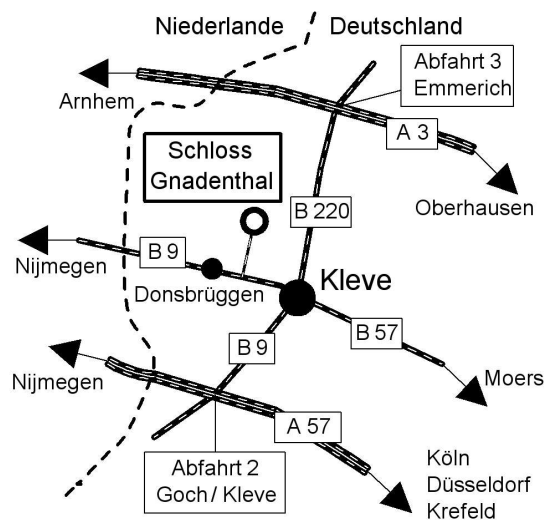 Niederlande
Deutschland
Abfahrt 3
Emmerich
Arnhem
A 3
Schloss
Gnadenthal
Oberhausen
B 220
B 9
Nijmegen
Kleve
Donsbrüggen
B 57
B 9
Nijmegen
Moers
A 57
Abfahrt 2
Goch / Kleve
Köln
Düsseldorf
Krefeld